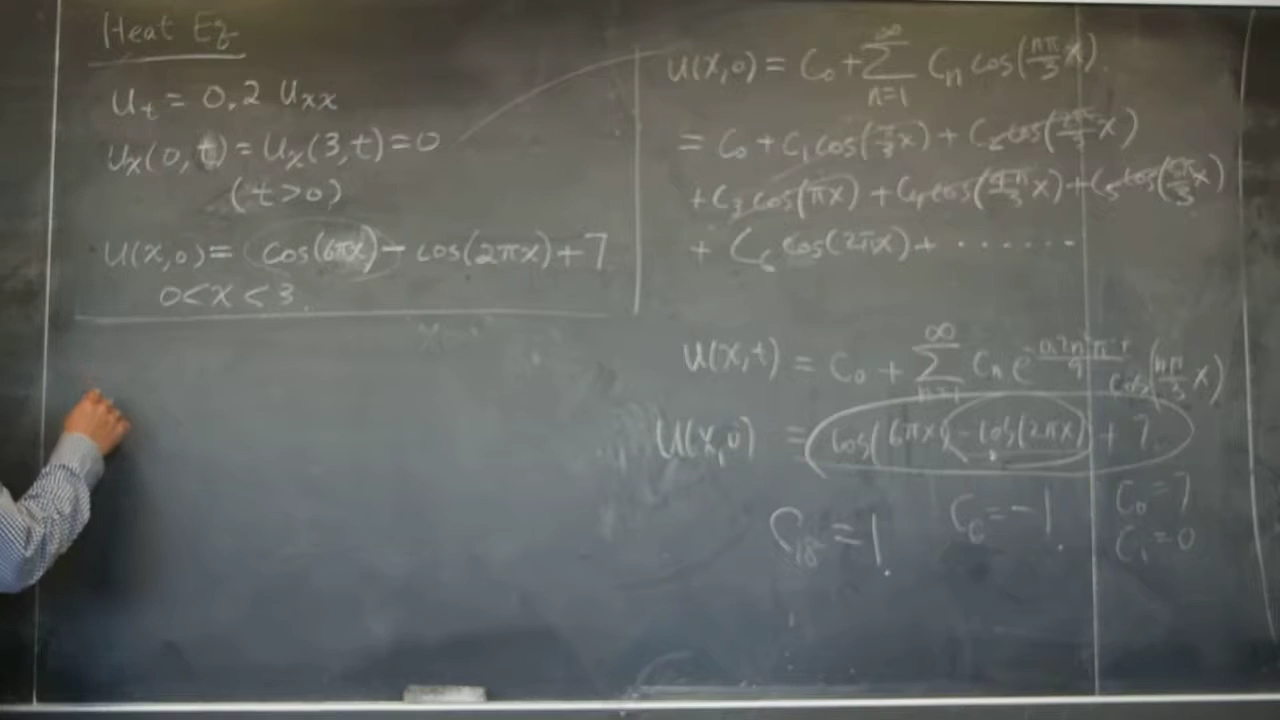 Heat Eq
u_t = 0.2 u_xx
u_x(0,t) = u_x(3,t) = 0
(t>0)
u(x,0) = cos(6πx) - cos(2πx) + 7
0<x<3
u(x,0) = C_0 + ∑_{n=1}^{∞} C_n cos(nπ/3 x).
= C_0 + C_1 cos(π/3 x) + C_2 cos(2π/3 x)
+ C_3 cos(πx) + C_4 cos(4π/3 x) + C_5 cos(5π/3 x)
+ C_6 cos(2πx) + ·······
u(x,t) = C_0 + ∑_{n=1}^{∞} C_n e^{-0.2n²π² t/9} cos(nπ/3 x)
u(x,0) = cos(6πx) - cos(2πx) + 7.
C_18 = 1. C_6 = -1. C_0 = 7
C_1 = 0